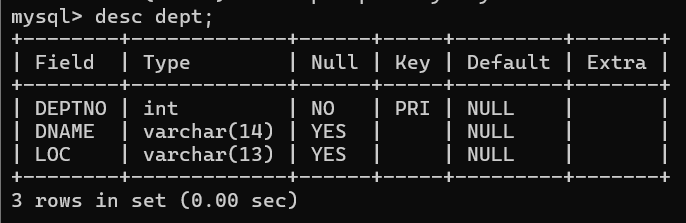 mysql> desc dept;
+--------+-------------+------+-----+---------+-------+
| Field  | Type        | Null | Key | Default | Extra |
+--------+-------------+------+-----+---------+-------+
| DEPTNO | int         | NO   | PRI | NULL    |       |
| DNAME  | varchar(14) | YES  |     | NULL    |       |
| LOC    | varchar(13) | YES  |     | NULL    |       |
+--------+-------------+------+-----+---------+-------+
3 rows in set (0.00 sec)